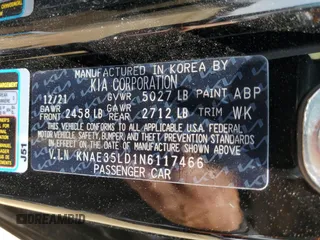 MANUFACTURED IN KOREA BY
KIA CORPORATION
12/21 GVWR 5027 LB PAINT ABP
GAWR FRONT 2458 LB GAWR REAR 2712 LB TRIM WK
THIS VEHICLE CONFORMS TO ALL APPLICABLE U.S. FEDERAL
MOTOR VEHICLE SAFETY, BUMPER, AND THEFT PREVENTION
STANDARDS IN EFFECT ON THE DATE OF MANUFACTURE
SHOWN ABOVE.
V.I.N KNAE35LD1N6117466
PASSENGER CAR
J51
DREAMBID